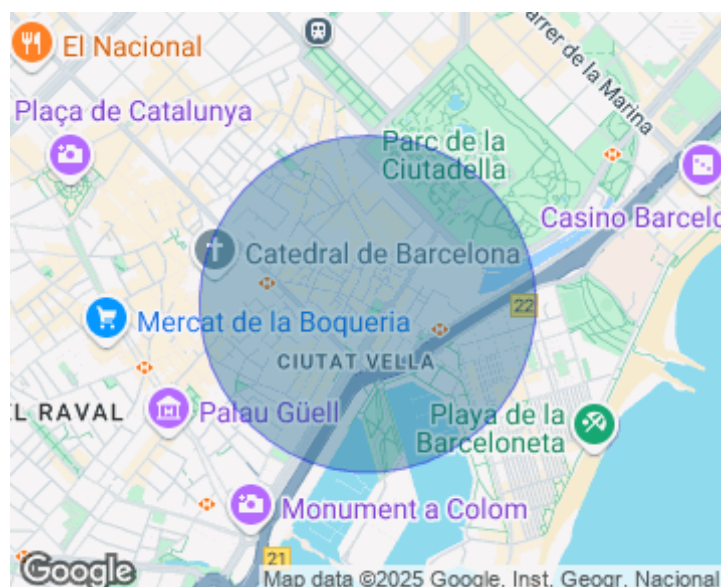 El Nacional
arrer de la Marina
Plaça de Catalunya
Parc de la
Ciutadella
Casino Barcelo
Catedral de Barcelona
22
Mercat de la Boqueria
CIUTAT VELLA
EL RAVAL
Palau Güell
Playa de la
Barceloneta
Monument a Colom
21
Google
Map data ©2025 Google, Inst. Geogr. Nacional